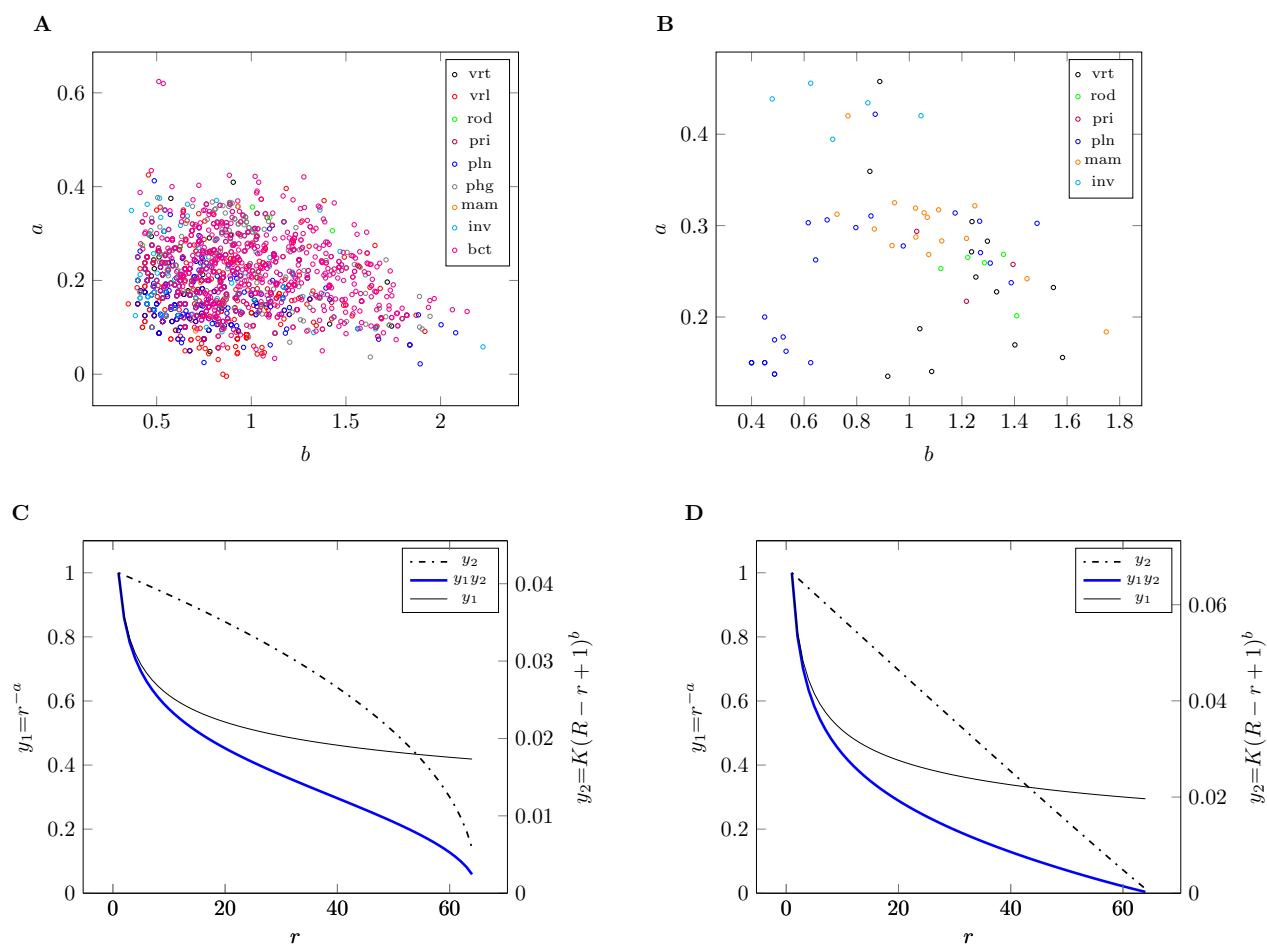 A
B
0.6
0.4
0.2
0
a
0.5 1 1.5 2
b
vrt
vrl
rod
pri
pln
phg
mam
inv
bct
0.4
0.3
0.2
a
0.4 0.6 0.8 1 1.2 1.4 1.6 1.8
b
vrt
rod
pri
pln
mam
inv
C
D
1
0.8
0.6
0.4
0.2
0
y₁=r⁻ᵃ
0 20 40 60
r
0.04
0.03
0.02
0.01
0
y₂=K(R−r+1)ᵇ
y₂
y₁y₂
y₁
1
0.8
0.6
0.4
0.2
0
y₁=r⁻ᵃ
0 20 40 60
r
0.06
0.04
0.02
0
y₂=K(R−r+1)ᵇ
y₂
y₁y₂
y₁